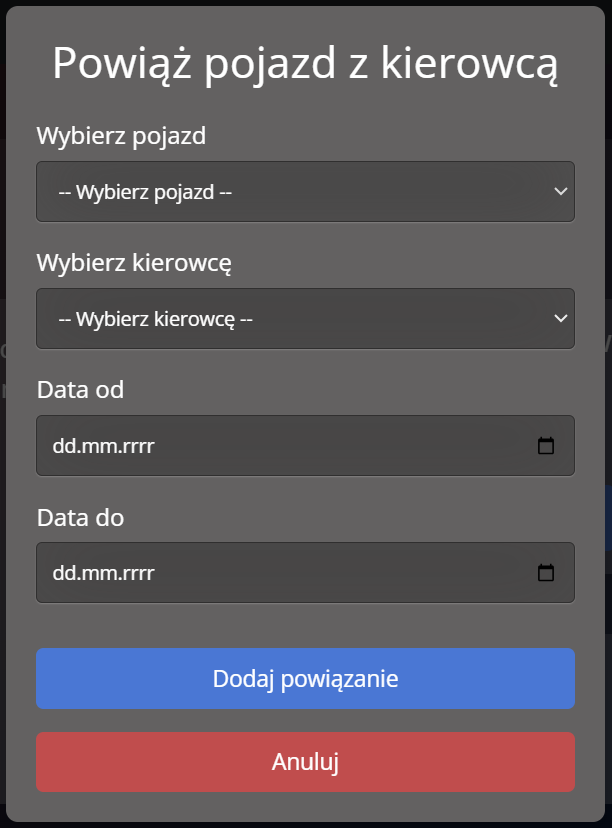 Powiąż pojazd z kierowcą
Wybierz pojazd
-- Wybierz pojazd --
Wybierz kierowcę
-- Wybierz kierowcę --
Data od
dd.mm.rrrr
Data do
dd.mm.rrrr
Dodaj powiązanie
Anuluj